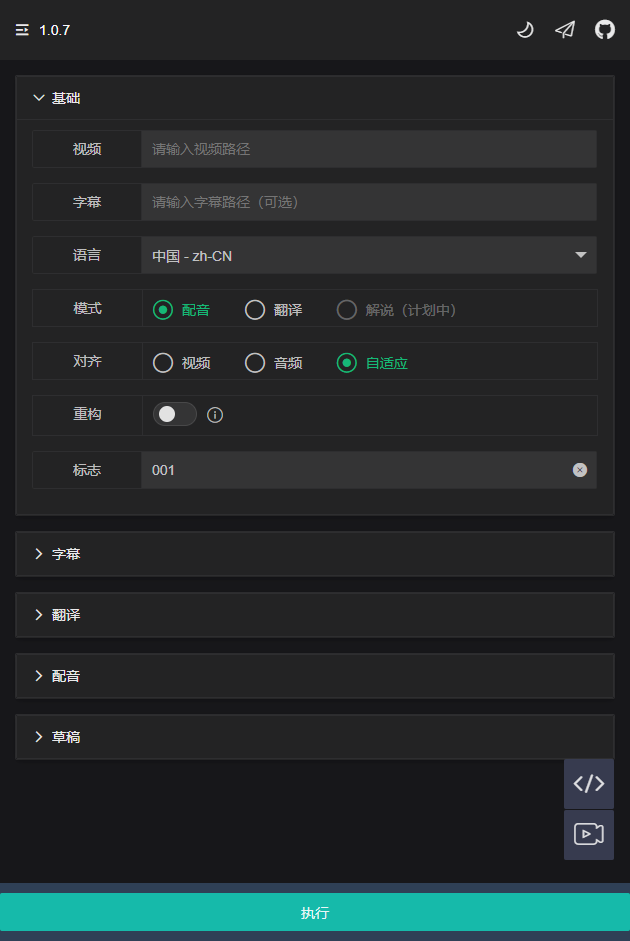 1.0.7
基础
视频 请输入视频路径
字幕 请输入字幕路径（可选）
语言 中国 - zh-CN
模式 配音 翻译 解说（计划中）
对齐 视频 音频 自适应
重构
标志 001
字幕
翻译
配音
草稿
执行